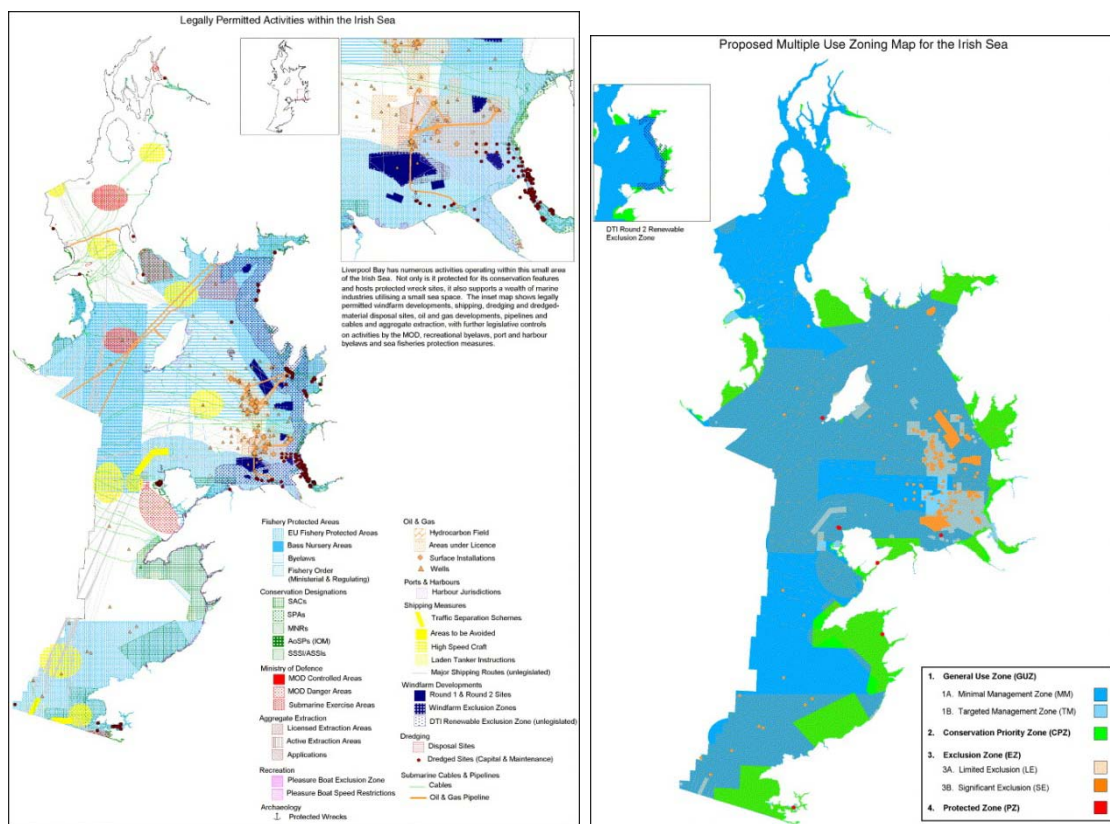 Legally Permitted Activities within the Irish Sea
Liverpool Bay has numerous activities operating within this small area
of the Irish Sea. Not only is it protected for its conservation features
and hosts protected wreck sites, it also supports a wealth of marine
industries utilising a small sea space. The inset map shows legally
permitted windfarm developments, shipping, dredging and dredged-
material disposal sites, oil and gas developments, pipelines and
cables and aggregate extraction, with further legislative controls
on activities by the MOD, recreational byelaws, port and harbour
byelaws and sea fisheries protection measures.
Fishery Protected Areas
EU Fishery Protected Areas
Bass Nursery Areas
Byelaws
Fishery Order
(Ministerial & Regulating)
Conservation Designations
SACs
SPAs
MNRs
AoSPs (IOM)
SSSI/ASSIs
Ministry of Defence
MOD Controlled Areas
MOD Danger Areas
Submarine Exercise Areas
Aggregate Extraction
Licensed Extraction Areas
Active Extraction Areas
Applications
Recreation
Pleasure Boat Exclusion Zone
Pleasure Boat Speed Restrictions
Archaeology
Protected Wrecks
Oil & Gas
Hydrocarbon Field
Areas under Licence
Surface Installations
Wells
Ports & Harbours
Harbour Jurisdictions
Shipping Measures
Traffic Separation Schemes
Areas to be Avoided
High Speed Craft
Laden Tanker Instructions
Major Shipping Routes (unlegislated)
Windfarm Developments
Round 1 & Round 2 Sites
Windfarm Exclusion Zones
DTI Renewable Exclusion Zone (unlegislated)
Dredging
Disposal Sites
Dredged Sites (Capital & Maintenance)
Submarine Cables & Pipelines
Cables
Oil & Gas Pipeline
Proposed Multiple Use Zoning Map for the Irish Sea
DTI Round 2 Renewable
Exclusion Zone
1. General Use Zone (GUZ)
1A. Minimal Management Zone (MM)
1B. Targeted Management Zone (TM)
2. Conservation Priority Zone (CPZ)
3. Exclusion Zone (EZ)
3A. Limited Exclusion (LE)
3B. Significant Exclusion (SE)
4. Protected Zone (PZ)